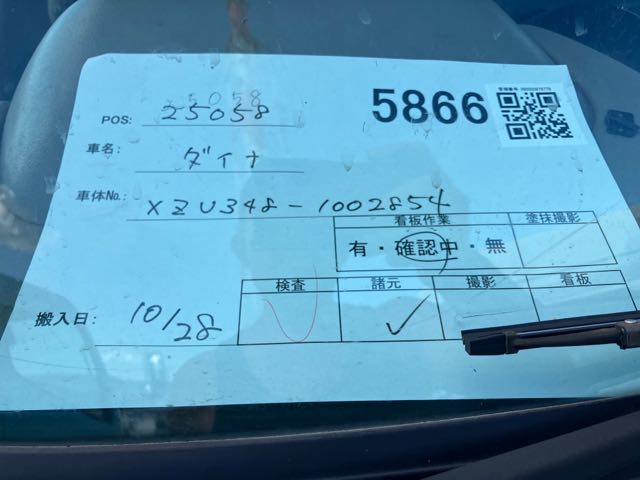 5866
POS: 25058
車名: ダイナ
車体No.: XZU348-1002854
看板作業 塗抹撮影
有・確認中・無
検査 諸元 撮影 看板
搬入日: 10/28